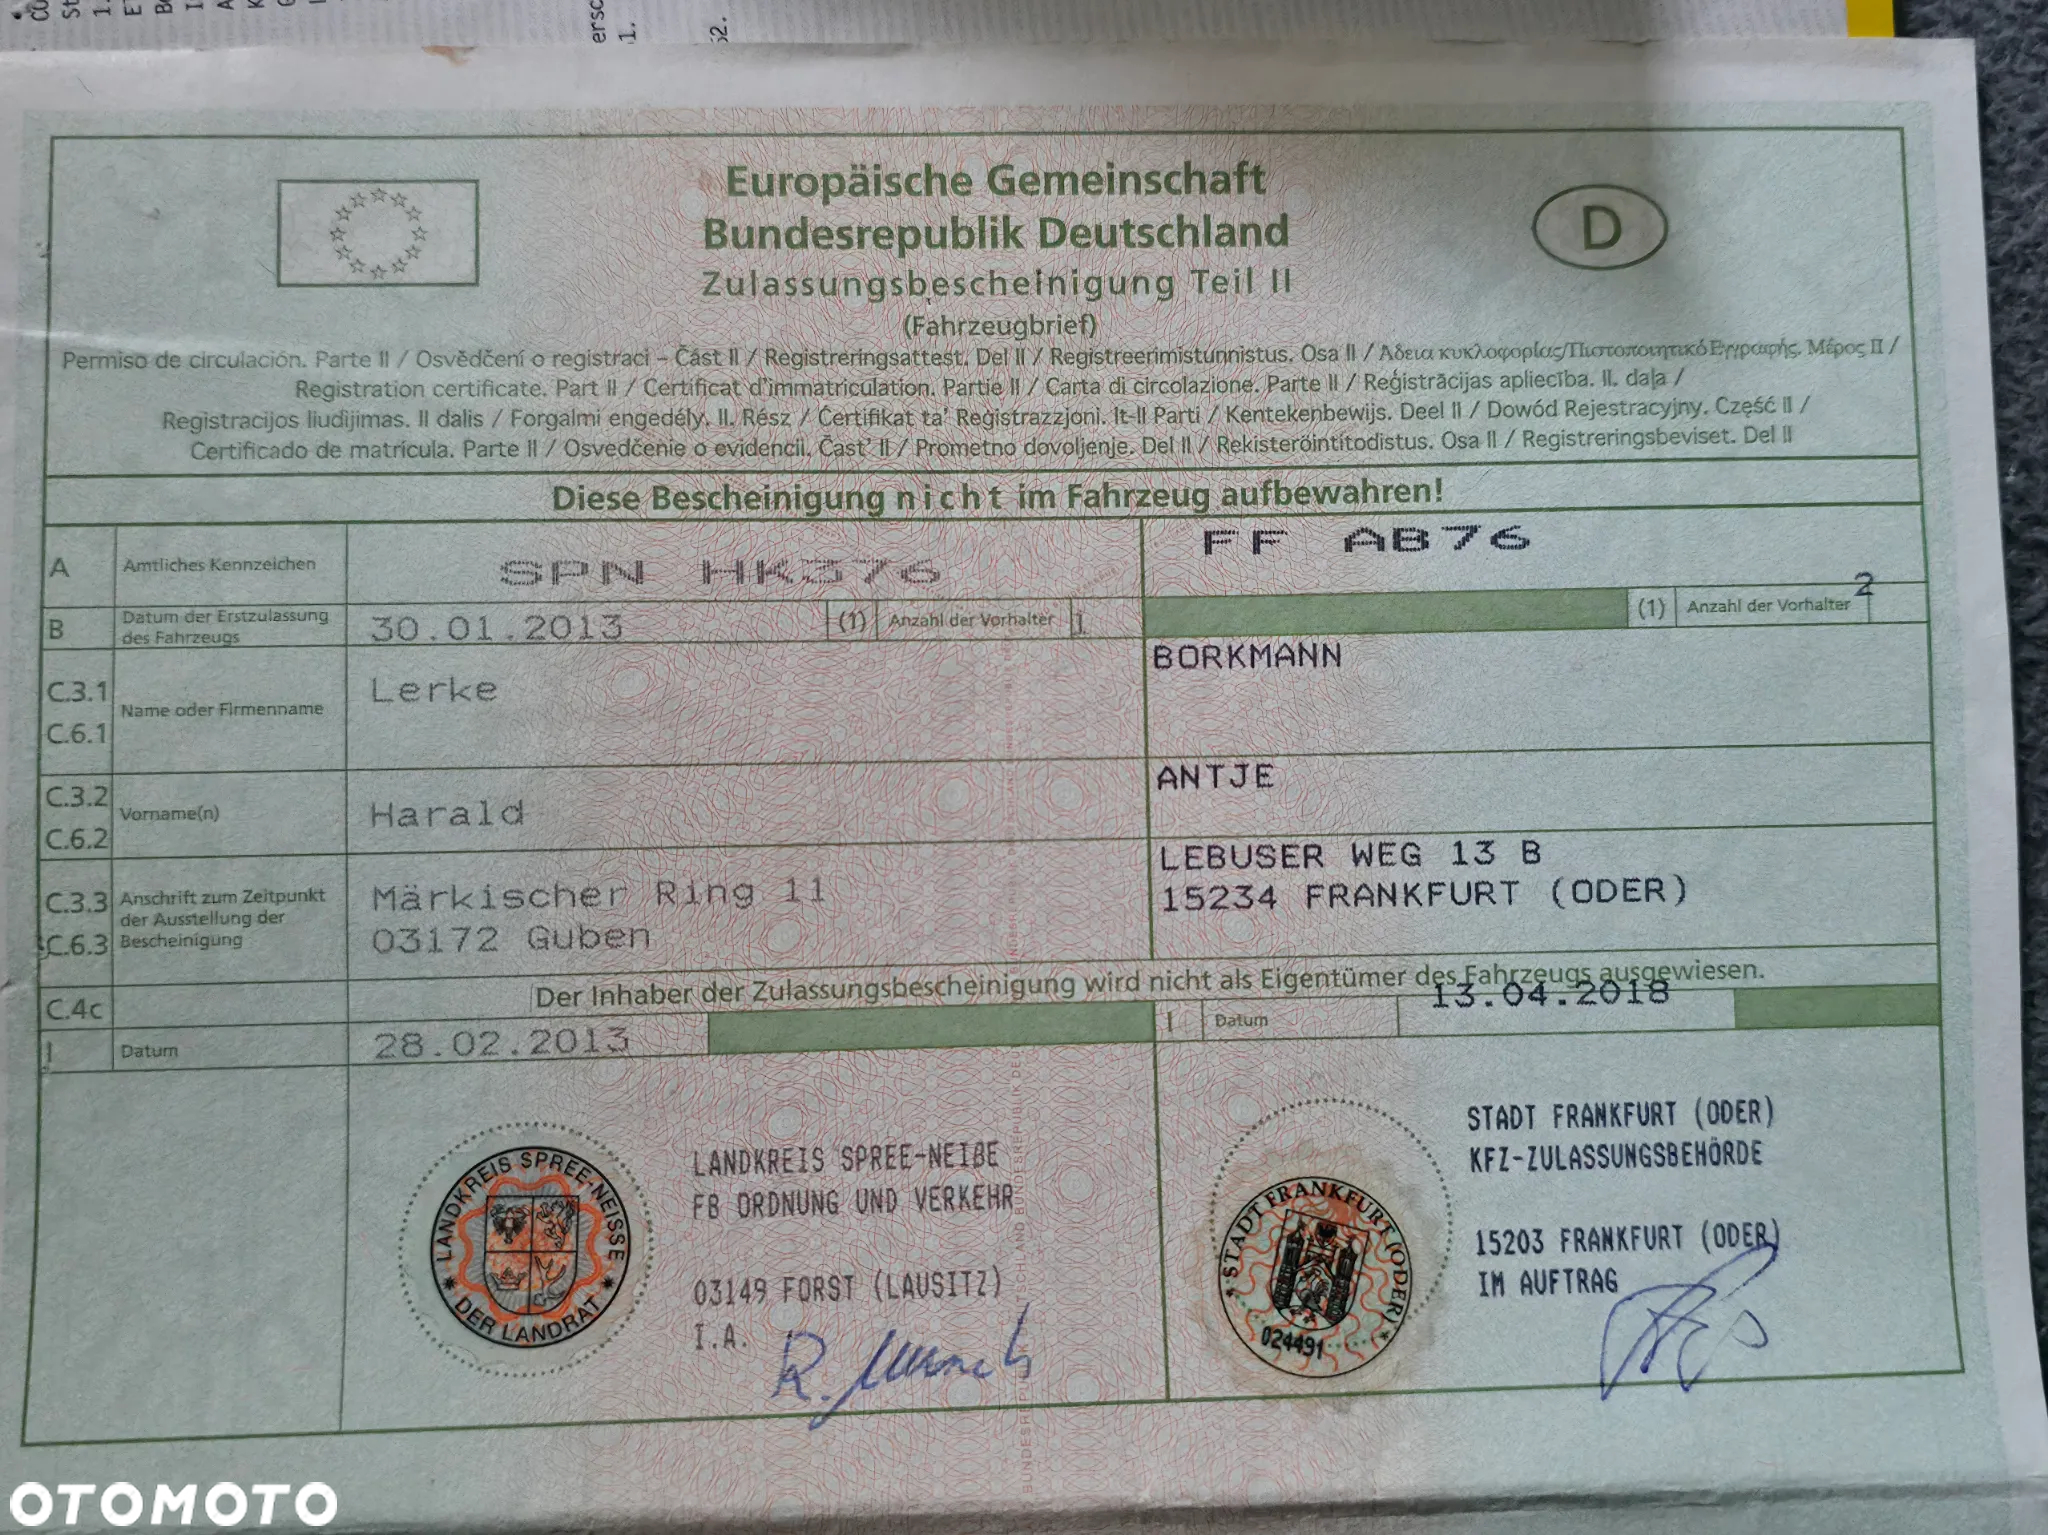 Europäische Gemeinschaft
Bundesrepublik Deutschland
D
Zulassungsbescheinigung Teil II
(Fahrzeugbrief)
Permiso de circulación. Parte II / Osvědčení o registraci – Část II / Registreringsattest. Del II / Registreerimistunnistus. Osa II / Άδεια κυκλοφορίας/Πιστοποιητικό Εγγραφής. Μέρος II /
Registration certificate. Part II / Certificat d'immatriculation. Partie II / Carta di circolazione. Parte II / Reģistrācijas apliecība. II. daļa /
Registracijos liudijimas. II dalis / Forgalmi engedély. II. Rész / Ċertifikat ta' Reġistrazzjoni. It-II Parti / Kentekenbewijs. Deel II / Dowód Rejestracyjny. Część II /
Certificado de matrícula. Parte II / Osvedčenie o evidencii. Časť II / Prometno dovoljenje. Del II / Rekisteröintitodistus. Osa II / Registreringsbeviset. Del II
Diese Bescheinigung nicht im Fahrzeug aufbewahren!
A Amtliches Kennzeichen SPN HK376 FF AB76
B Datum der Erstzulassung des Fahrzeugs 30.01.2013 (1) Anzahl der Vorhalter 1 (1) Anzahl der Vorhalter 2
C.3.1 C.6.1 Name oder Firmenname Lerke BORKMANN
C.3.2 C.6.2 Vorname(n) Harald ANTJE
C.3.3 C.6.3 Anschrift zum Zeitpunkt der Ausstellung der Bescheinigung
Märkischer Ring 11
03172 Guben
LEBUSER WEG 13 B
15234 FRANKFURT (ODER)
C.4c Der Inhaber der Zulassungsbescheinigung wird nicht als Eigentümer des Fahrzeugs ausgewiesen.
I Datum 28.02.2013 I Datum 13.04.2018
LANDKREIS SPREE-NEISSE
DER LANDRAT
LANDKREIS SPREE-NEIßE
FB ORDNUNG UND VERKEHR
03149 FORST (LAUSITZ)
I.A.
STADT FRANKFURT (ODER)
024491
STADT FRANKFURT (ODER)
KFZ-ZULASSUNGSBEHÖRDE
15203 FRANKFURT (ODER)
IM AUFTRAG
OTOMOTO